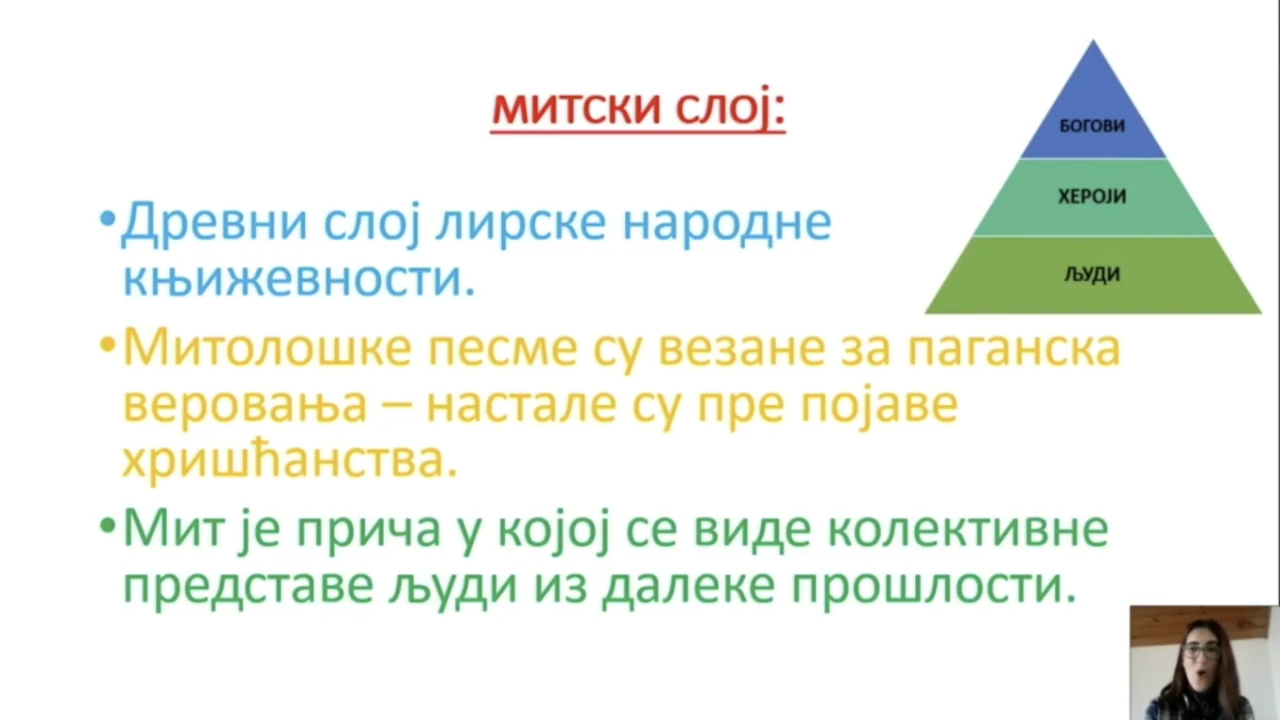 МИТСКИ СЛОЈ:
•Древни слој лирске народне
књижевности.
•Митолошке песме су везане за паганска
веровања – настале су пре појаве
хришћанства.
•Мит је прича у којој се виде колективне
представе људи из далеке прошлости.
БОГОВИ
ХЕРОЈИ
ЉУДИ